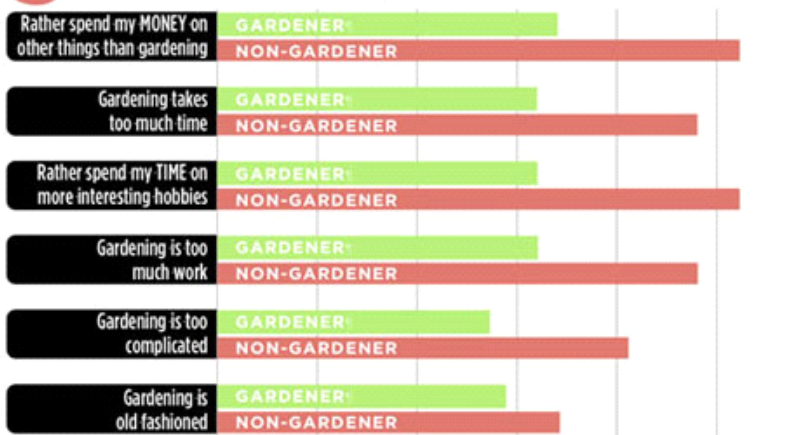 Rather spend my MONEY on
other things than gardening
GARDENER
NON-GARDENER
Gardening takes
too much time
GARDENER
NON-GARDENER
Rather spend my TIME on
more interesting hobbies
GARDENER
NON-GARDENER
Gardening is too
much work
GARDENER
NON-GARDENER
Gardening is too
complicated
GARDENER
NON-GARDENER
Gardening is
old fashioned
GARDENER
NON-GARDENER